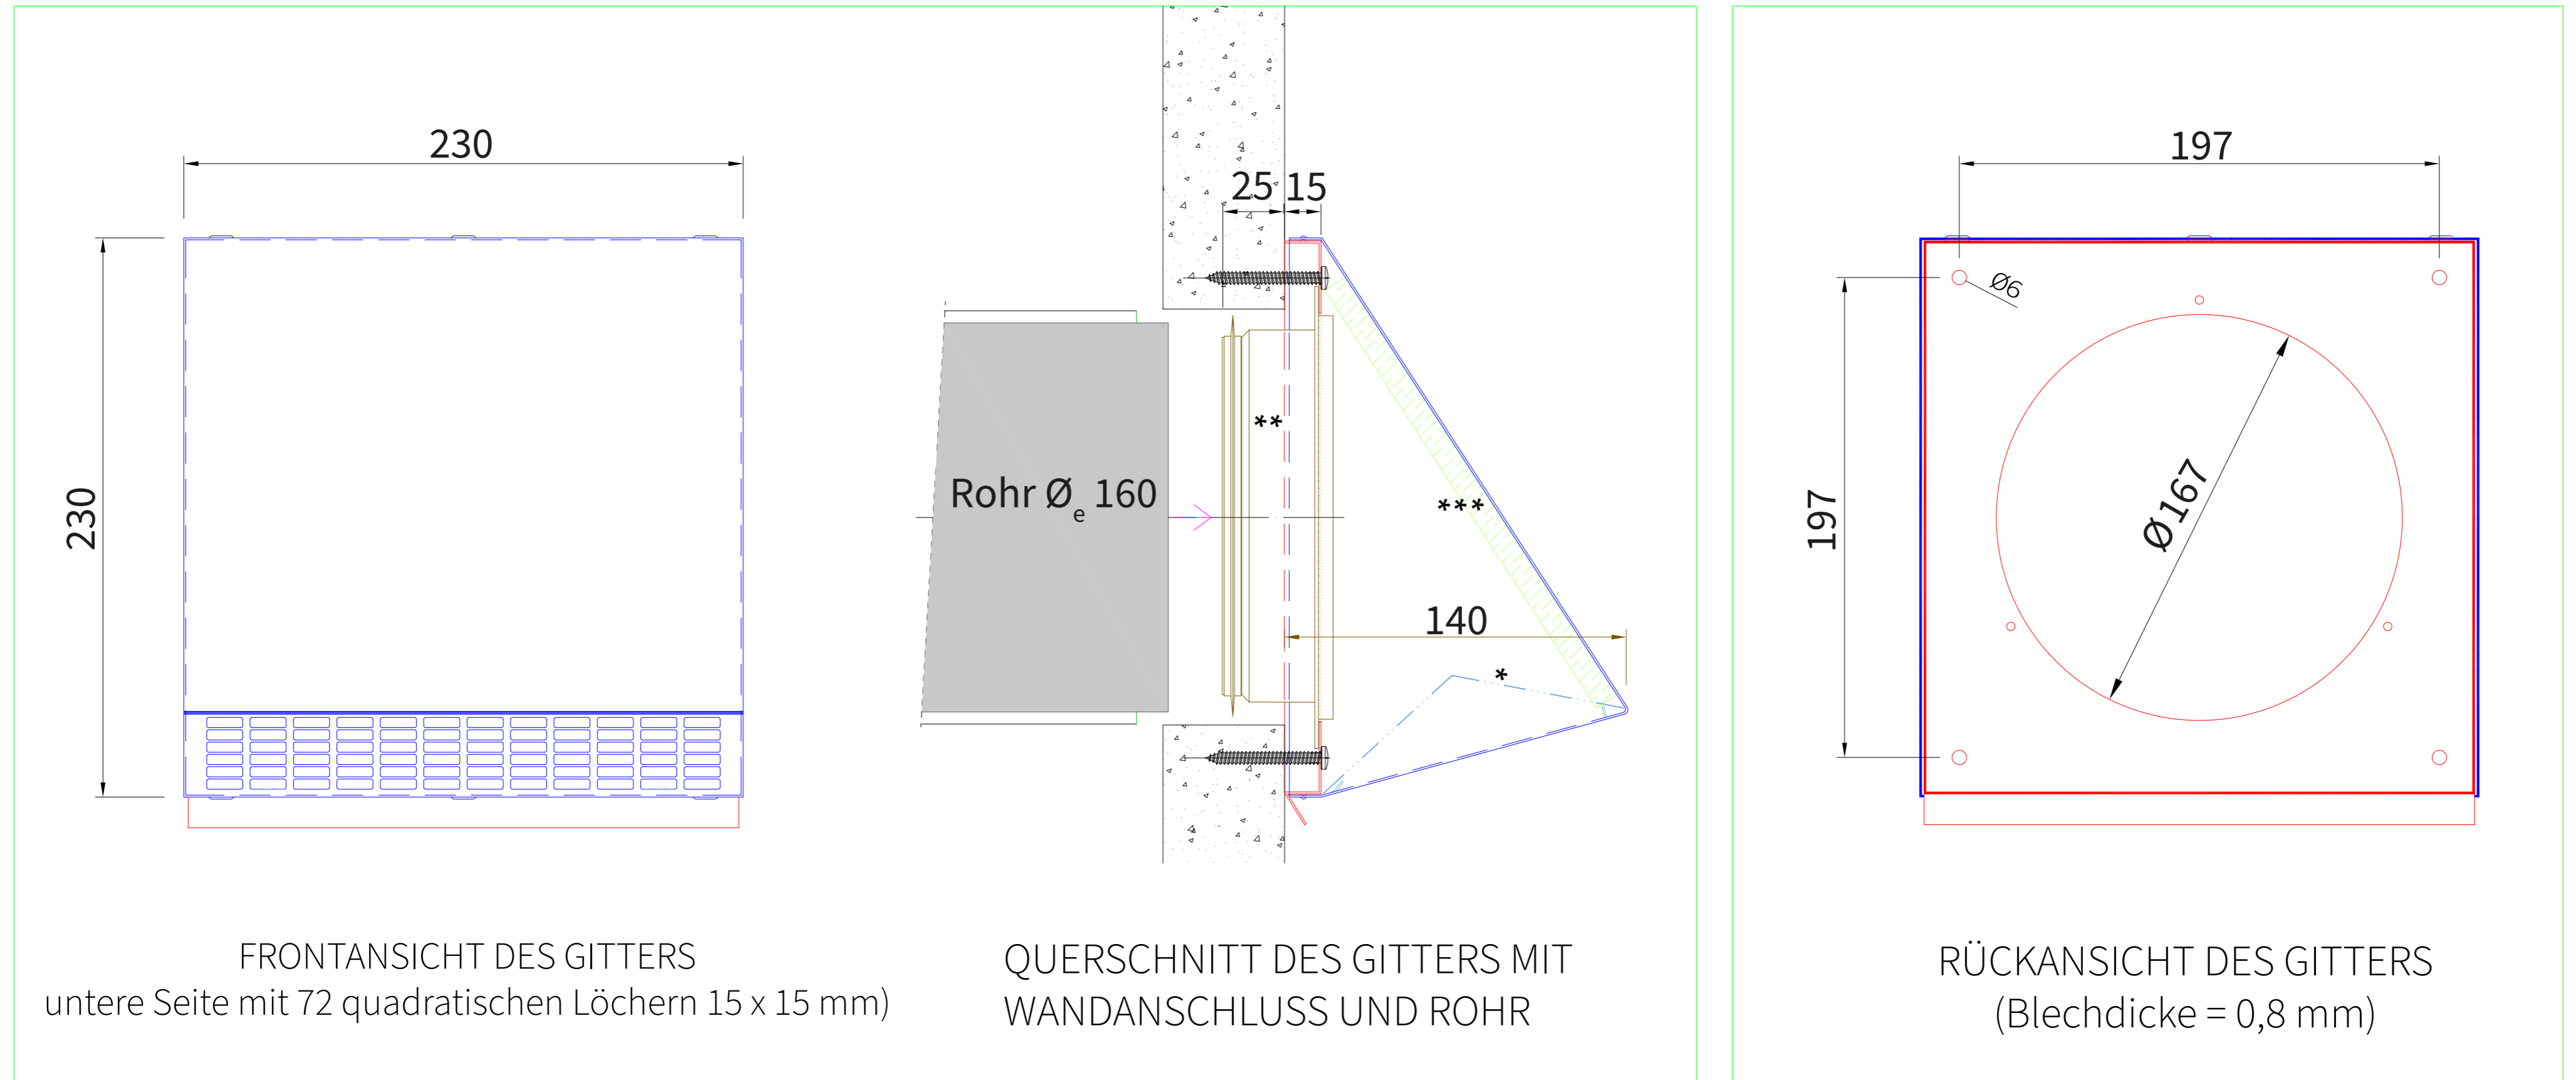 230
230
FRONTANSICHT DES GITTERS
untere Seite mit 72 quadratischen Löchern 15 x 15 mm)
25 15
**
Rohr Øe 160
***
140
*
QUERSCHNITT DES GITTERS MIT
WANDANSCHLUSS UND ROHR
197
Ø6
197
Ø167
RÜCKANSICHT DES GITTERS
(Blechdicke = 0,8 mm)